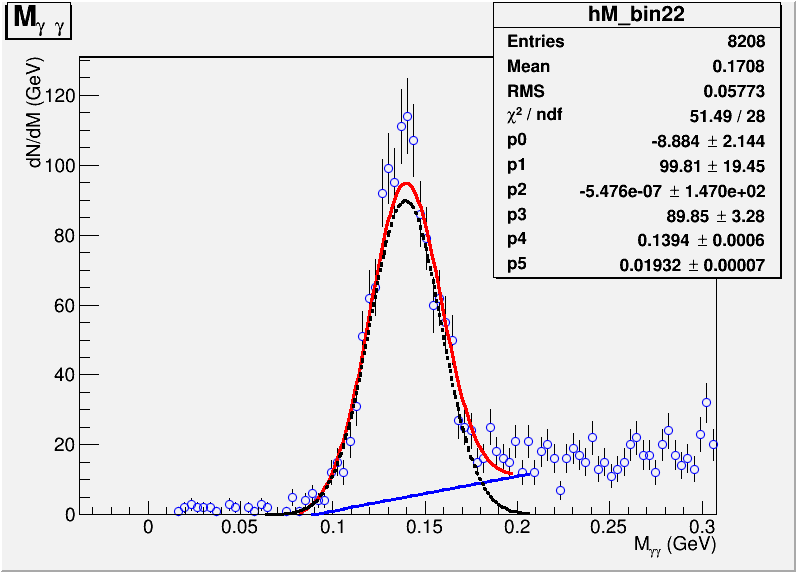 Mγ γ
hM_bin22
Entries 8208
Mean 0.1708
RMS 0.05773
χ² / ndf 51.49 / 28
p0 -8.884 ± 2.144
p1 99.81 ± 19.45
p2 -5.476e-07 ± 1.470e+02
p3 89.85 ± 3.28
p4 0.1394 ± 0.0006
p5 0.01932 ± 0.00007
dN/dM (GeV)
120
100
80
60
40
20
0
0 0.05 0.1 0.15 0.2 0.25 0.3
Mγγ (GeV)